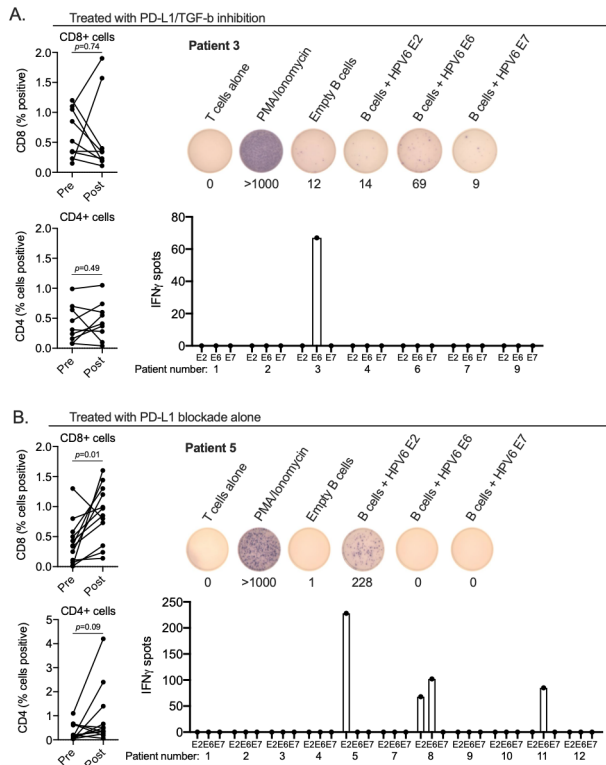 A.
Treated with PD-L1/TGF-b inhibition
CD8+ cells
p=0.74
CD8 (% positive)
2.0
1.5
1.0
0.5
0.0
Pre
Post
Patient 3
T cells alone
PMA/Ionomycin
Empty B cells
B cells + HPV6 E2
B cells + HPV6 E6
B cells + HPV6 E7
0
>1000
12
14
69
9
CD4+ cells
p=0.49
CD4 (% cells positive)
2.0
1.5
1.0
0.5
0.0
Pre
Post
IFNγ spots
80
60
40
20
0
E2 E6 E7 E2 E6 E7 E2 E6 E7 E2 E6 E7 E2 E6 E7 E2 E6 E7 E2 E6 E7
Patient number: 1 2 3 4 6 7 9
B.
Treated with PD-L1 blockade alone
CD8+ cells
p=0.01
CD8 (% cells positive)
2.0
1.5
1.0
0.5
0.0
Pre
Post
Patient 5
T cells alone
PMA/Ionomycin
Empty B cells
B cells + HPV6 E2
B cells + HPV6 E6
B cells + HPV6 E7
0
>1000
1
228
0
0
CD4+ cells
p=0.09
CD4 (% cells positive)
5
4
3
2
1
0
Pre
Post
IFNγ spots
250
200
150
100
50
0
E2E6E7 E2E6E7 E2E6E7 E2E6E7 E2E6E7 E2E6E7 E2E6E7 E2E6E7 E2E6E7 E2E6E7 E2E6E7
Patient number: 1 2 3 4 5 7 8 9 10 11 12